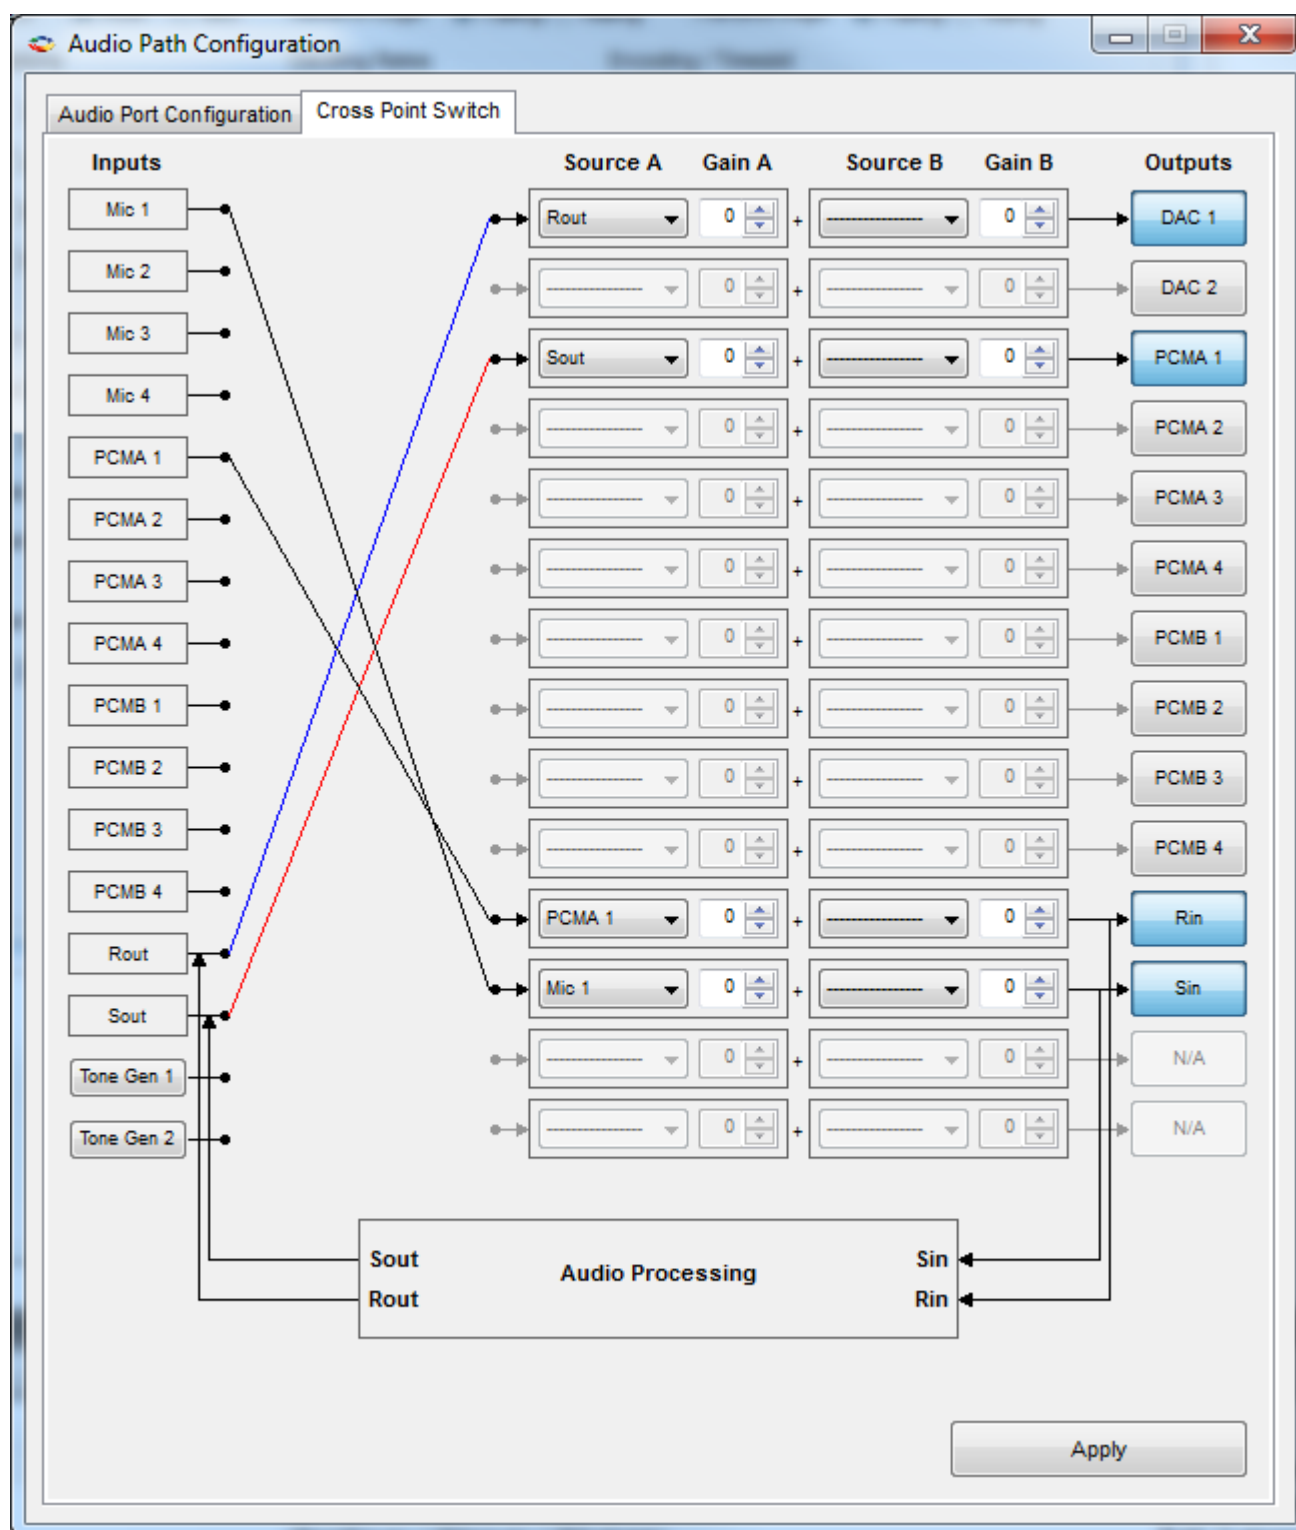 Audio Path Configuration
Audio Port Configuration Cross Point Switch
Inputs Source A Gain A Source B Gain B Outputs
Mic 1 Rout 0 + --------------- 0 DAC 1
Mic 2 --------------- 0 + --------------- 0 DAC 2
Mic 3 Sout 0 + --------------- 0 PCMA 1
Mic 4 --------------- 0 + --------------- 0 PCMA 2
PCMA 1 --------------- 0 + --------------- 0 PCMA 3
PCMA 2 --------------- 0 + --------------- 0 PCMA 4
PCMA 3 --------------- 0 + --------------- 0 PCMB 1
PCMA 4 --------------- 0 + --------------- 0 PCMB 2
PCMB 1 --------------- 0 + --------------- 0 PCMB 3
PCMB 2 --------------- 0 + --------------- 0 PCMB 4
PCMB 3 PCMA 1 0 + --------------- 0 Rin
PCMB 4 Mic 1 0 + --------------- 0 Sin
Rout --------------- 0 + --------------- 0 N/A
Sout --------------- 0 + --------------- 0 N/A
Tone Gen 1
Tone Gen 2
Sout Audio Processing Sin
Rout Rin
Apply